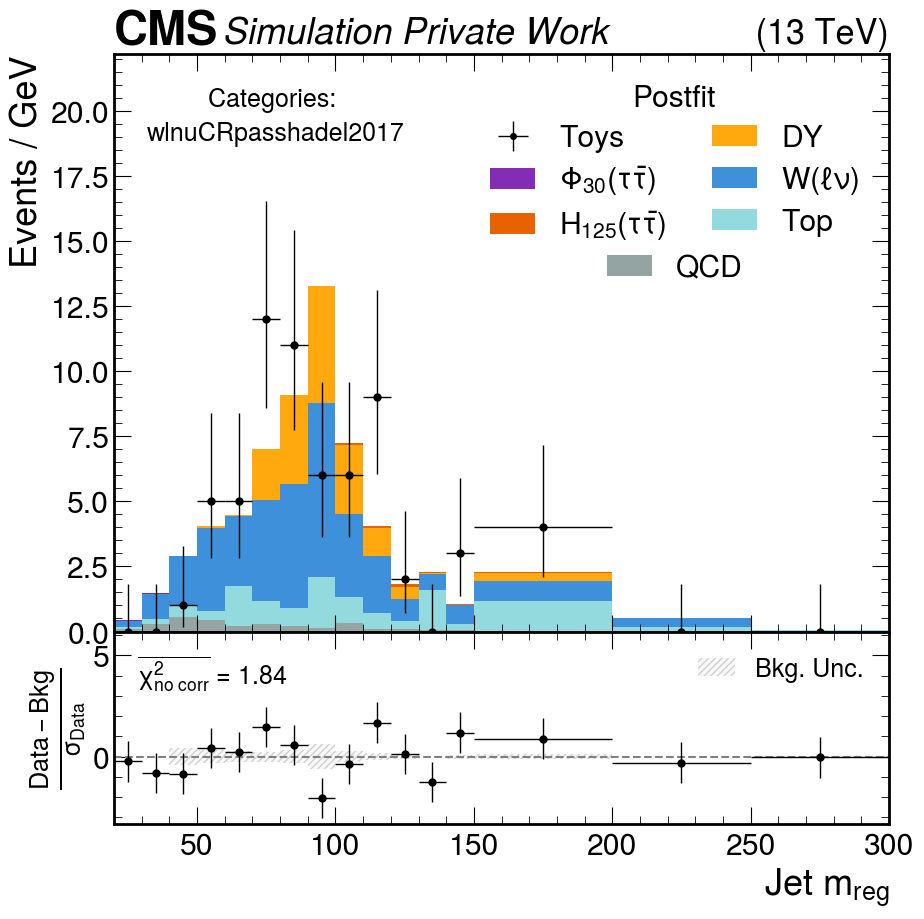 CMS Simulation Private Work (13 TeV)
Events / GeV
Categories:
wlnuCRpasshadel2017
Postfit
Toys
Φ₃₀(ττ̄)
H₁₂₅(ττ̄)
DY
W(ℓν)
Top
QCD
20.0
17.5
15.0
12.5
10.0
7.5
5.0
2.5
0.0
χ²no corr = 1.84
Bkg. Unc.
Data – Bkg
σData
5
0
50 100 150 200 250 300
Jet mreg